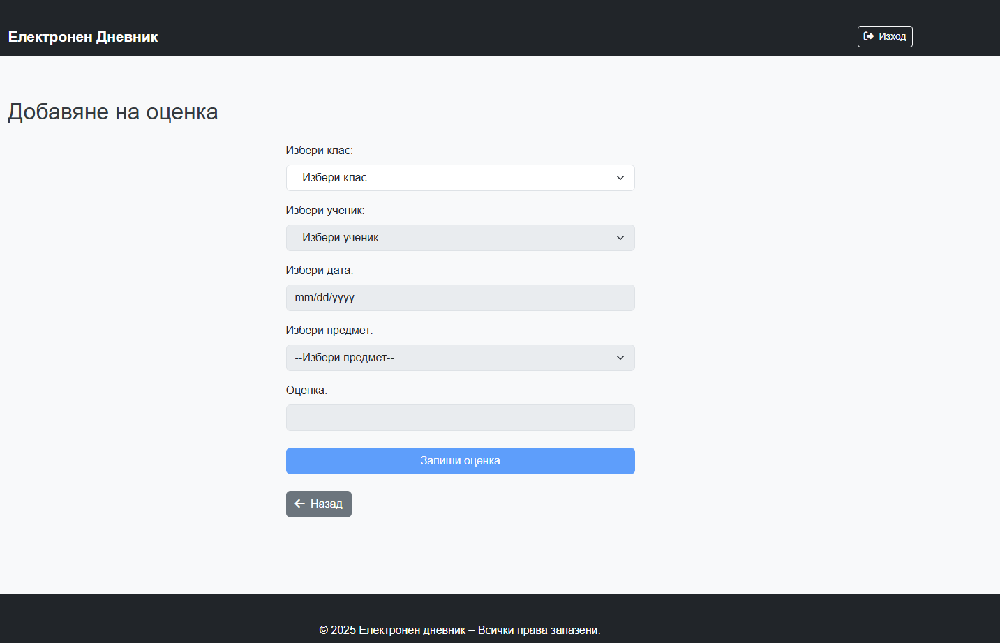 Електронен Дневник
Изход
Добавяне на оценка
Избери клас:
--Избери клас--
Избери ученик:
--Избери ученик--
Избери дата:
mm/dd/yyyy
Избери предмет:
--Избери предмет--
Оценка:
Запиши оценка
Назад
© 2025 Електронен дневник – Всички права запазени.